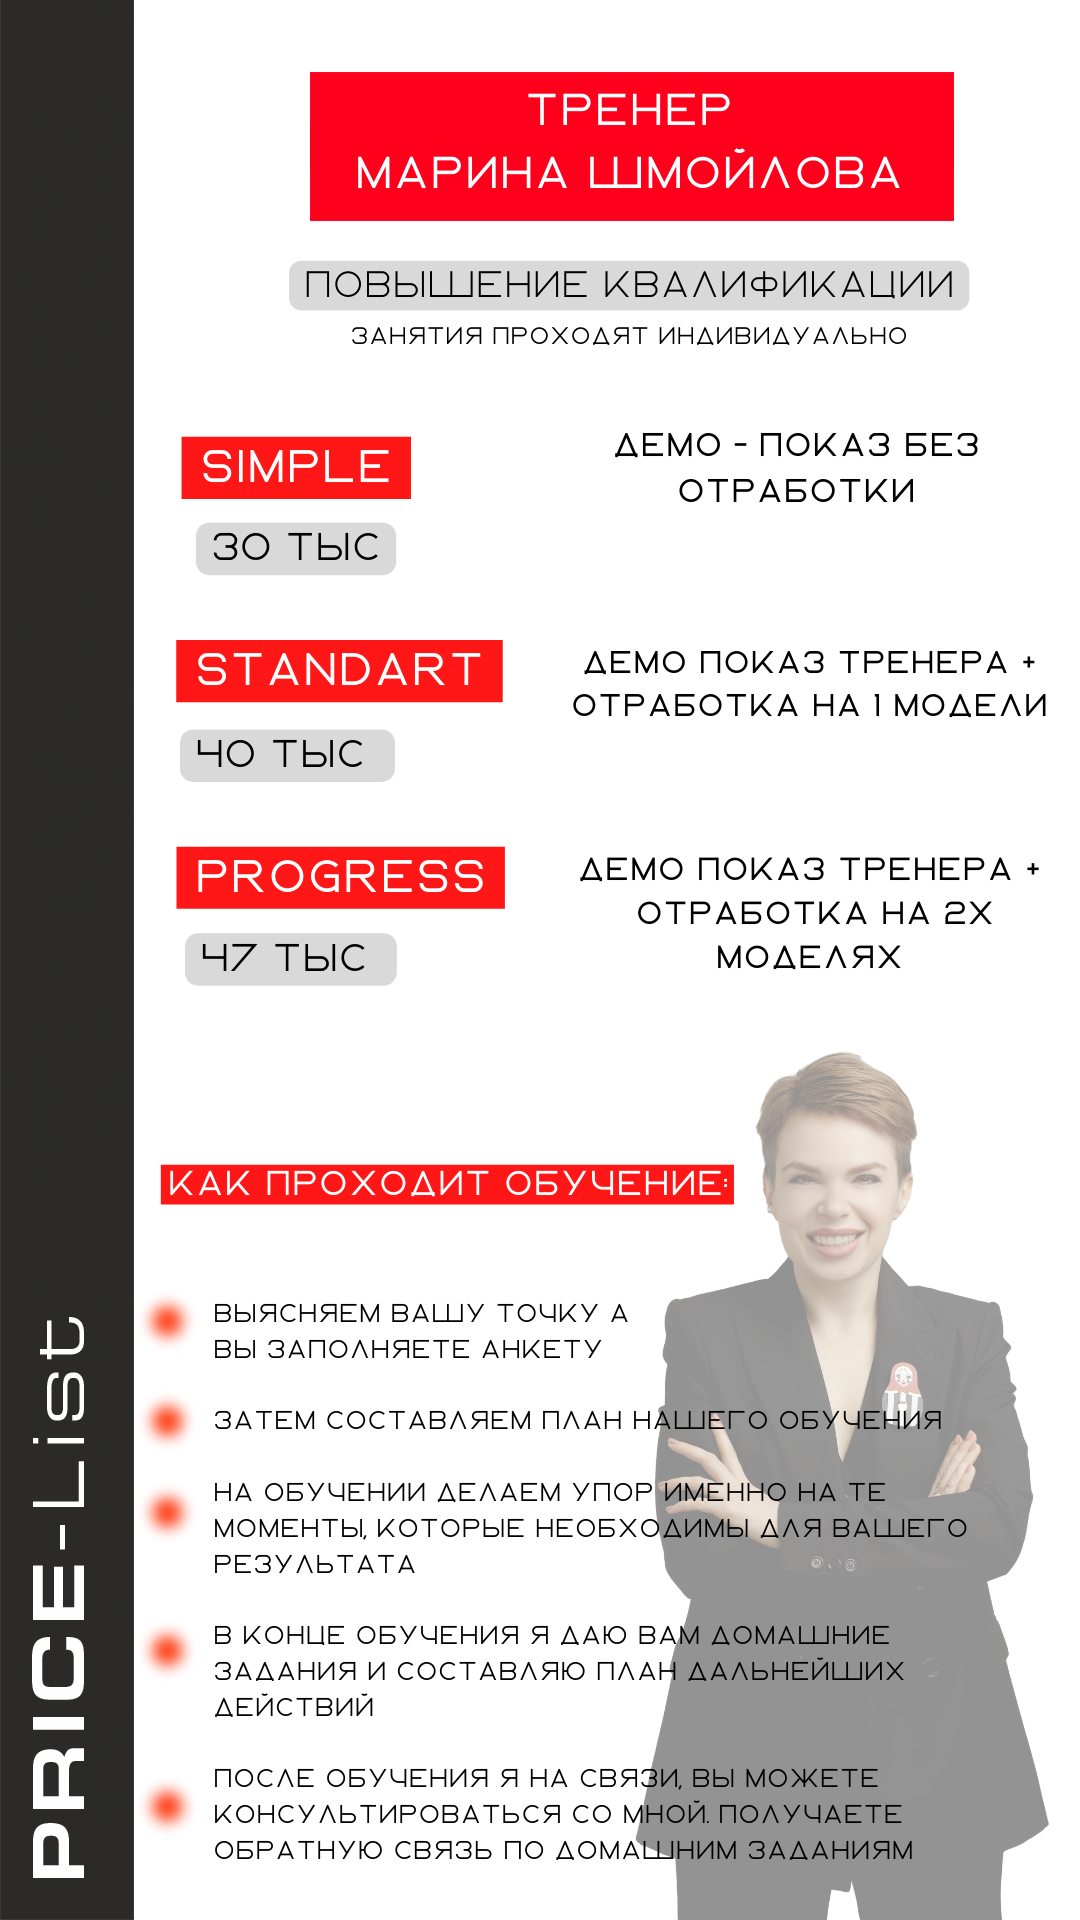 ТРЕНЕР
МАРИНА ШМОЙЛОВА
ПОВЫШЕНИЕ КВАЛИФИКАЦИИ
ЗАНЯТИЯ ПРОХОДЯТ ИНДИВИДУАЛЬНО
SIMPLE
30 ТЫС
ДЕМО - ПОКАЗ БЕЗ
ОТРАБОТКИ
STANDART
40 ТЫС
ДЕМО ПОКАЗ ТРЕНЕРА +
ОТРАБОТКА НА 1 МОДЕЛИ
PROGRESS
47 ТЫС
ДЕМО ПОКАЗ ТРЕНЕРА +
ОТРАБОТКА НА 2Х
МОДЕЛЯХ
КАК ПРОХОДИТ ОБУЧЕНИЕ:
ВЫЯСНЯЕМ ВАШУ ТОЧКУ А
ВЫ ЗАПОЛНЯЕТЕ АНКЕТУ
ЗАТЕМ СОСТАВЛЯЕМ ПЛАН НАШЕГО ОБУЧЕНИЯ
НА ОБУЧЕНИИ ДЕЛАЕМ УПОР ИМЕННО НА ТЕ
МОМЕНТЫ, КОТОРЫЕ НЕОБХОДИМЫ ДЛЯ ВАШЕГО
РЕЗУЛЬТАТА
В КОНЦЕ ОБУЧЕНИЯ Я ДАЮ ВАМ ДОМАШНИЕ
ЗАДАНИЯ И СОСТАВЛЯЮ ПЛАН ДАЛЬНЕЙШИХ
ДЕЙСТВИЙ
ПОСЛЕ ОБУЧЕНИЯ Я НА СВЯЗИ, ВЫ МОЖЕТЕ
КОНСУЛЬТИРОВАТЬСЯ СО МНОЙ. ПОЛУЧАЕТЕ
ОБРАТНУЮ СВЯЗЬ ПО ДОМАШНИМ ЗАДАНИЯМ
PRICE-List